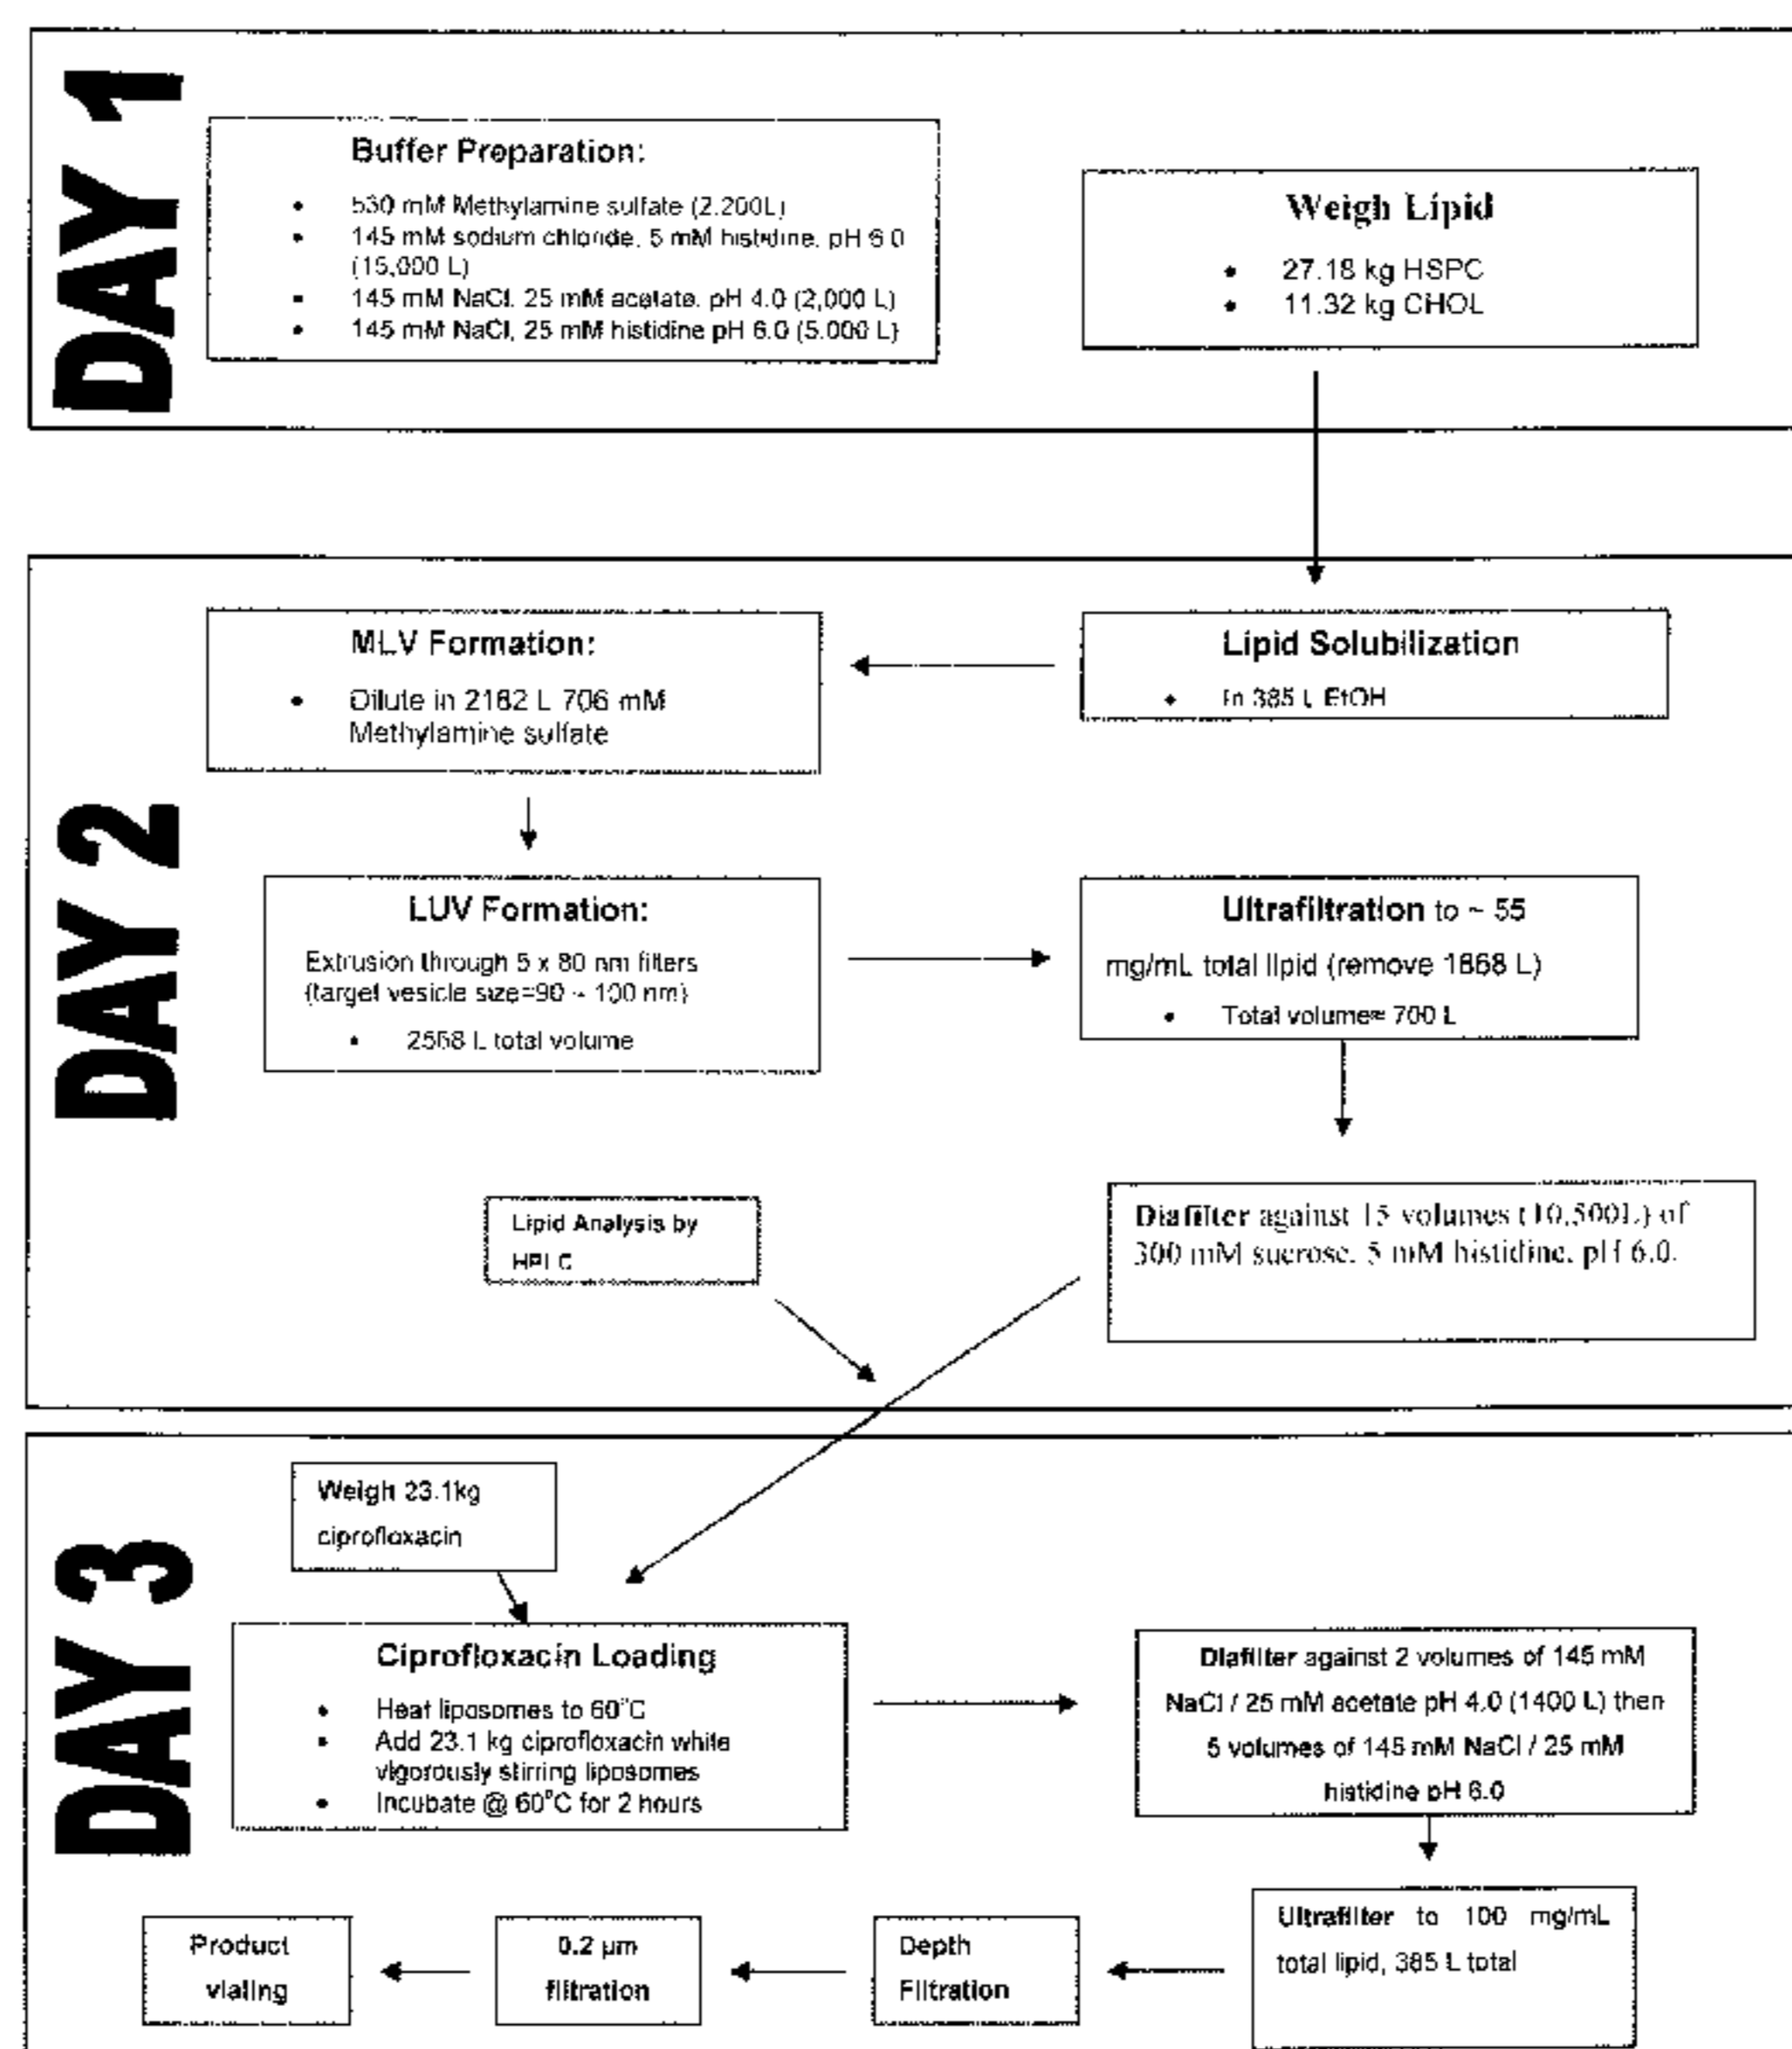 DAY 1
Buffer Preparation:
• 530 mM Methylamine sulfate (2.200L)
• 145 mM sodium chloride, 5 mM histidine, pH 6.0
(15,000 L)
• 145 mM NaCl, 25 mM acetate, pH 4.0 (2,000 L)
• 145 mM NaCl, 25 mM histidine pH 6.0 (5,000 L)
Weigh Lipid
• 27.18 kg HSPC
• 11.32 kg CHOL
DAY 2
Lipid Solubilization
• In 385 L EtOH
MLV Formation:
• Dilute in 2182 L 706 mM
Methylamine sulfate
LUV Formation:
Extrusion through 5 x 80 nm filters
(target vesicle size=90 - 100 nm)
• 2568 L total volume
Ultrafiltration to ~ 55
mg/mL total lipid (remove 1868 L)
• Total volume= 700 L
Diafilter against 15 volumes (10,500L) of
300 mM sucrose, 5 mM histidine, pH 6.0.
Lipid Analysis by
HPLC
DAY 3
Weigh 23.1kg
ciprofloxacin
Ciprofloxacin Loading
• Heat liposomes to 60°C
• Add 23.1 kg ciprofloxacin white
vigorously stirring liposomes
• Incubate @ 60°C for 2 hours
Diafilter against 2 volumes of 145 mM
NaCl / 25 mM acetate pH 4.0 (1400 L) then
5 volumes of 145 mM NaCl / 25 mM
histidine pH 6.0
Ultrafilter to 100 mg/mL
total lipid, 385 L total
Depth
Filtration
0.2 µm
filtration
Product
vialing